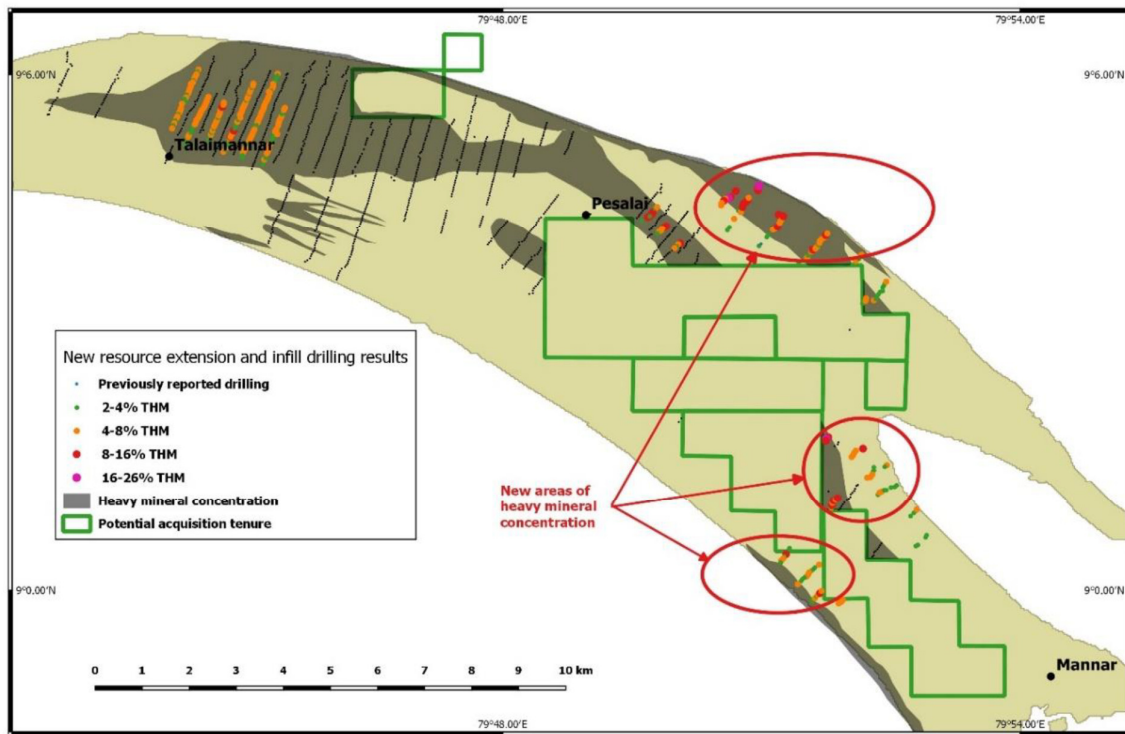 79°48.00'E
79°54.00'E
9°6.00'N
9°6.00'N
Talaimannar
Pesalai
New resource extension and infill drilling results
Previously reported drilling
2-4% THM
4-8% THM
8-16% THM
16-26% THM
Heavy mineral concentration
Potential acquisition tenure
New areas of
heavy mineral
concentration
9°0.00'N
9°0.00'N
0 1 2 3 4 5 6 7 8 9 10 km
Mannar
79°48.00'E
79°54.00'E